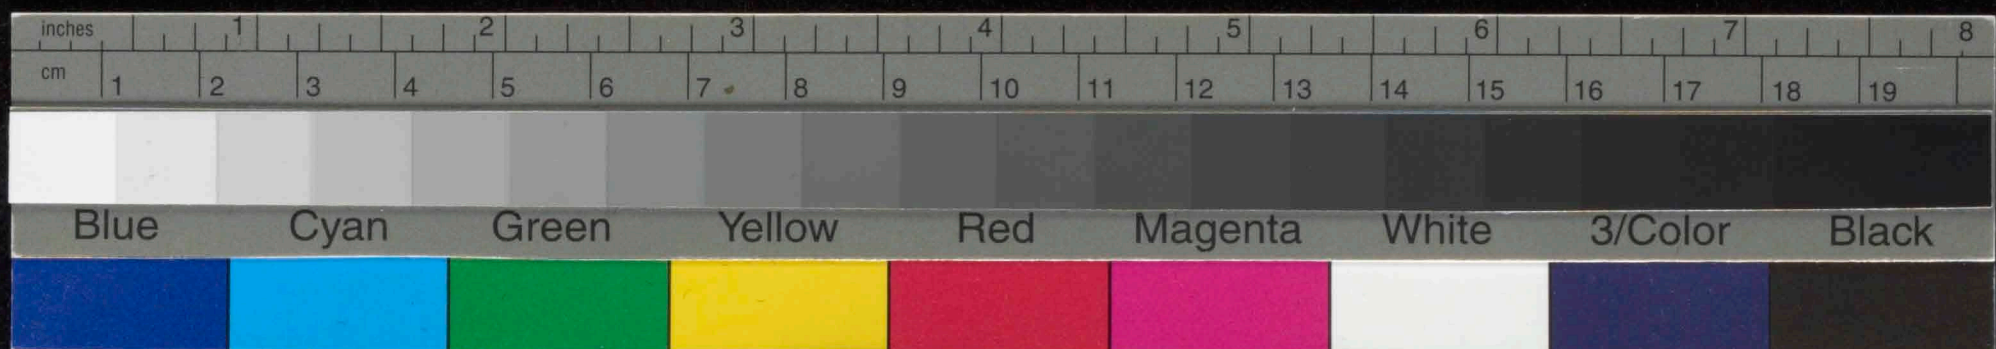 inches 1 2 3 4 5 6 7 8
cm 1 2 3 4 5 6 7 8 9 10 11 12 13 14 15 16 17 18 19
Blue Cyan Green Yellow Red Magenta White 3/Color Black